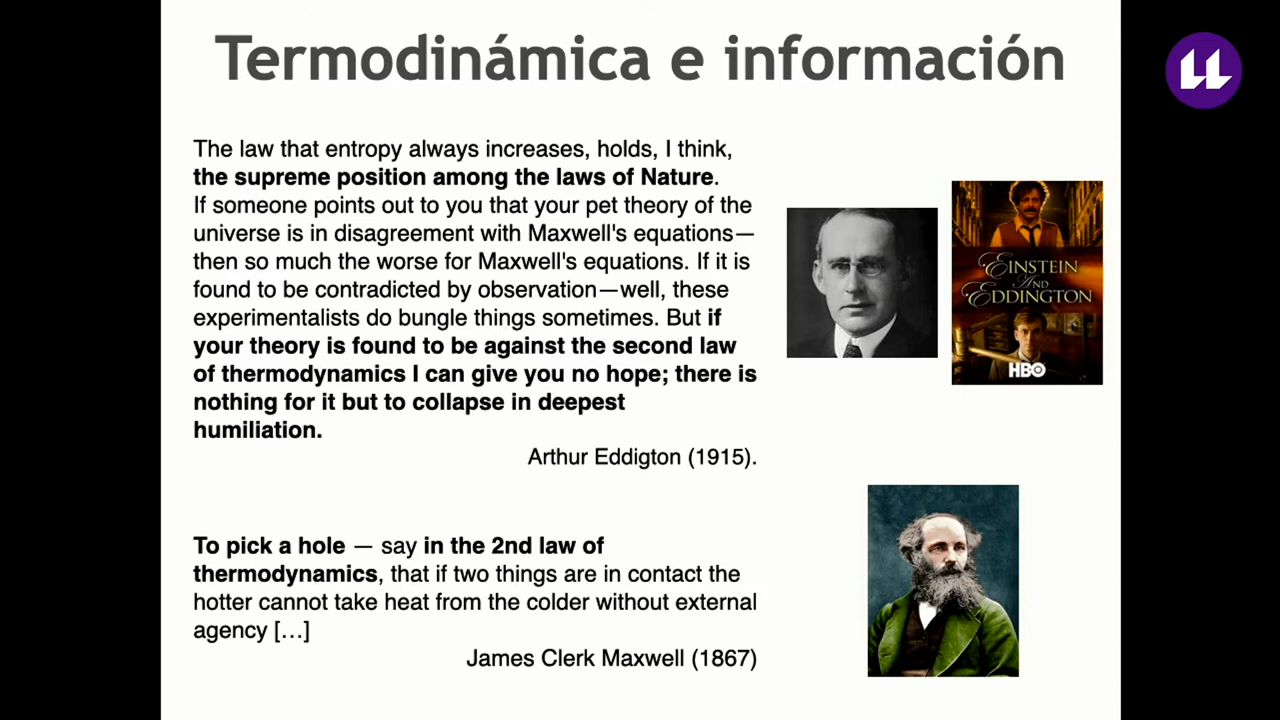 Termodinámica e información
The law that entropy always increases, holds, I think,
the supreme position among the laws of Nature.
If someone points out to you that your pet theory of the
universe is in disagreement with Maxwell's equations—
then so much the worse for Maxwell's equations. If it is
found to be contradicted by observation—well, these
experimentalists do bungle things sometimes. But if
your theory is found to be against the second law
of thermodynamics I can give you no hope; there is
nothing for it but to collapse in deepest
humiliation.
Arthur Eddigton (1915).
EINSTEIN
AND
EDDINGTON
HBO
To pick a hole — say in the 2nd law of
thermodynamics, that if two things are in contact the
hotter cannot take heat from the colder without external
agency [...]
James Clerk Maxwell (1867)